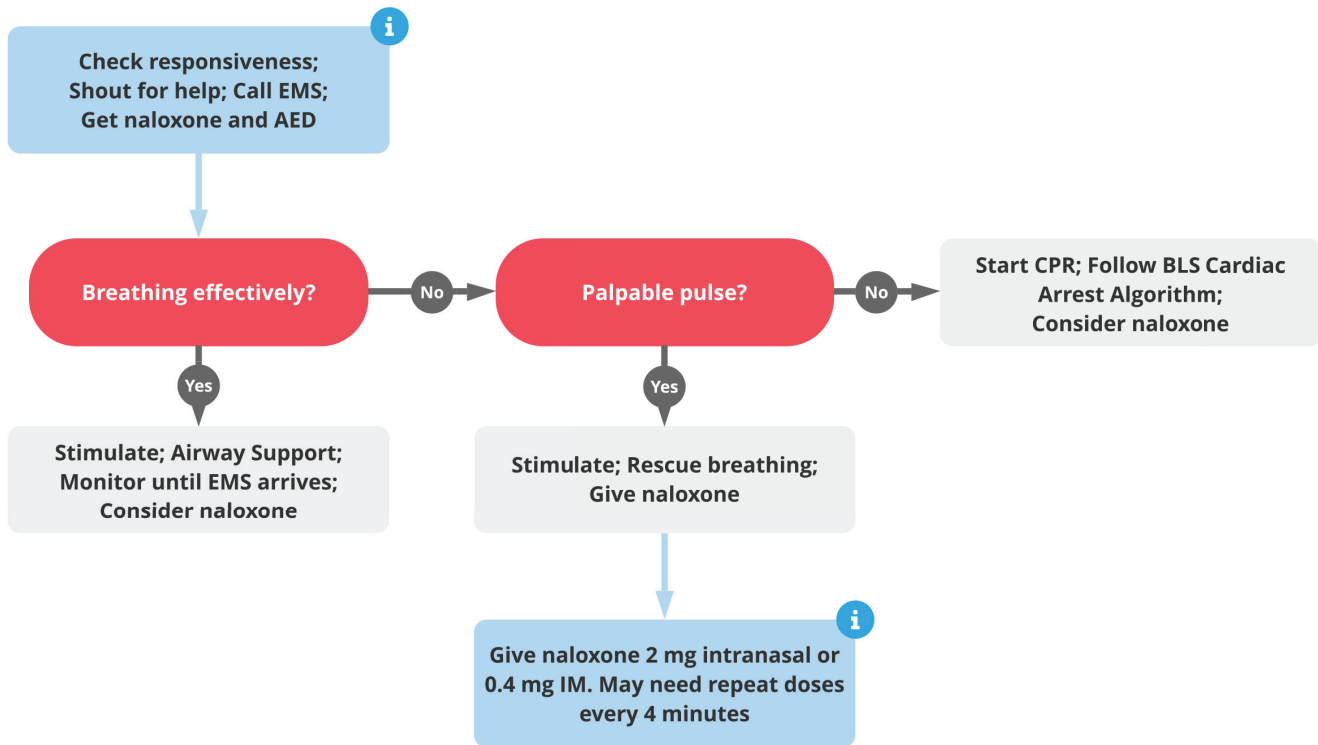 i
Check responsiveness;
Shout for help; Call EMS;
Get naloxone and AED
Breathing effectively?
No
Palpable pulse?
No
Start CPR; Follow BLS Cardiac
Arrest Algorithm;
Consider naloxone
Yes
Yes
Stimulate; Airway Support;
Monitor until EMS arrives;
Consider naloxone
Stimulate; Rescue breathing;
Give naloxone
i
Give naloxone 2 mg intranasal or
0.4 mg IM. May need repeat doses
every 4 minutes